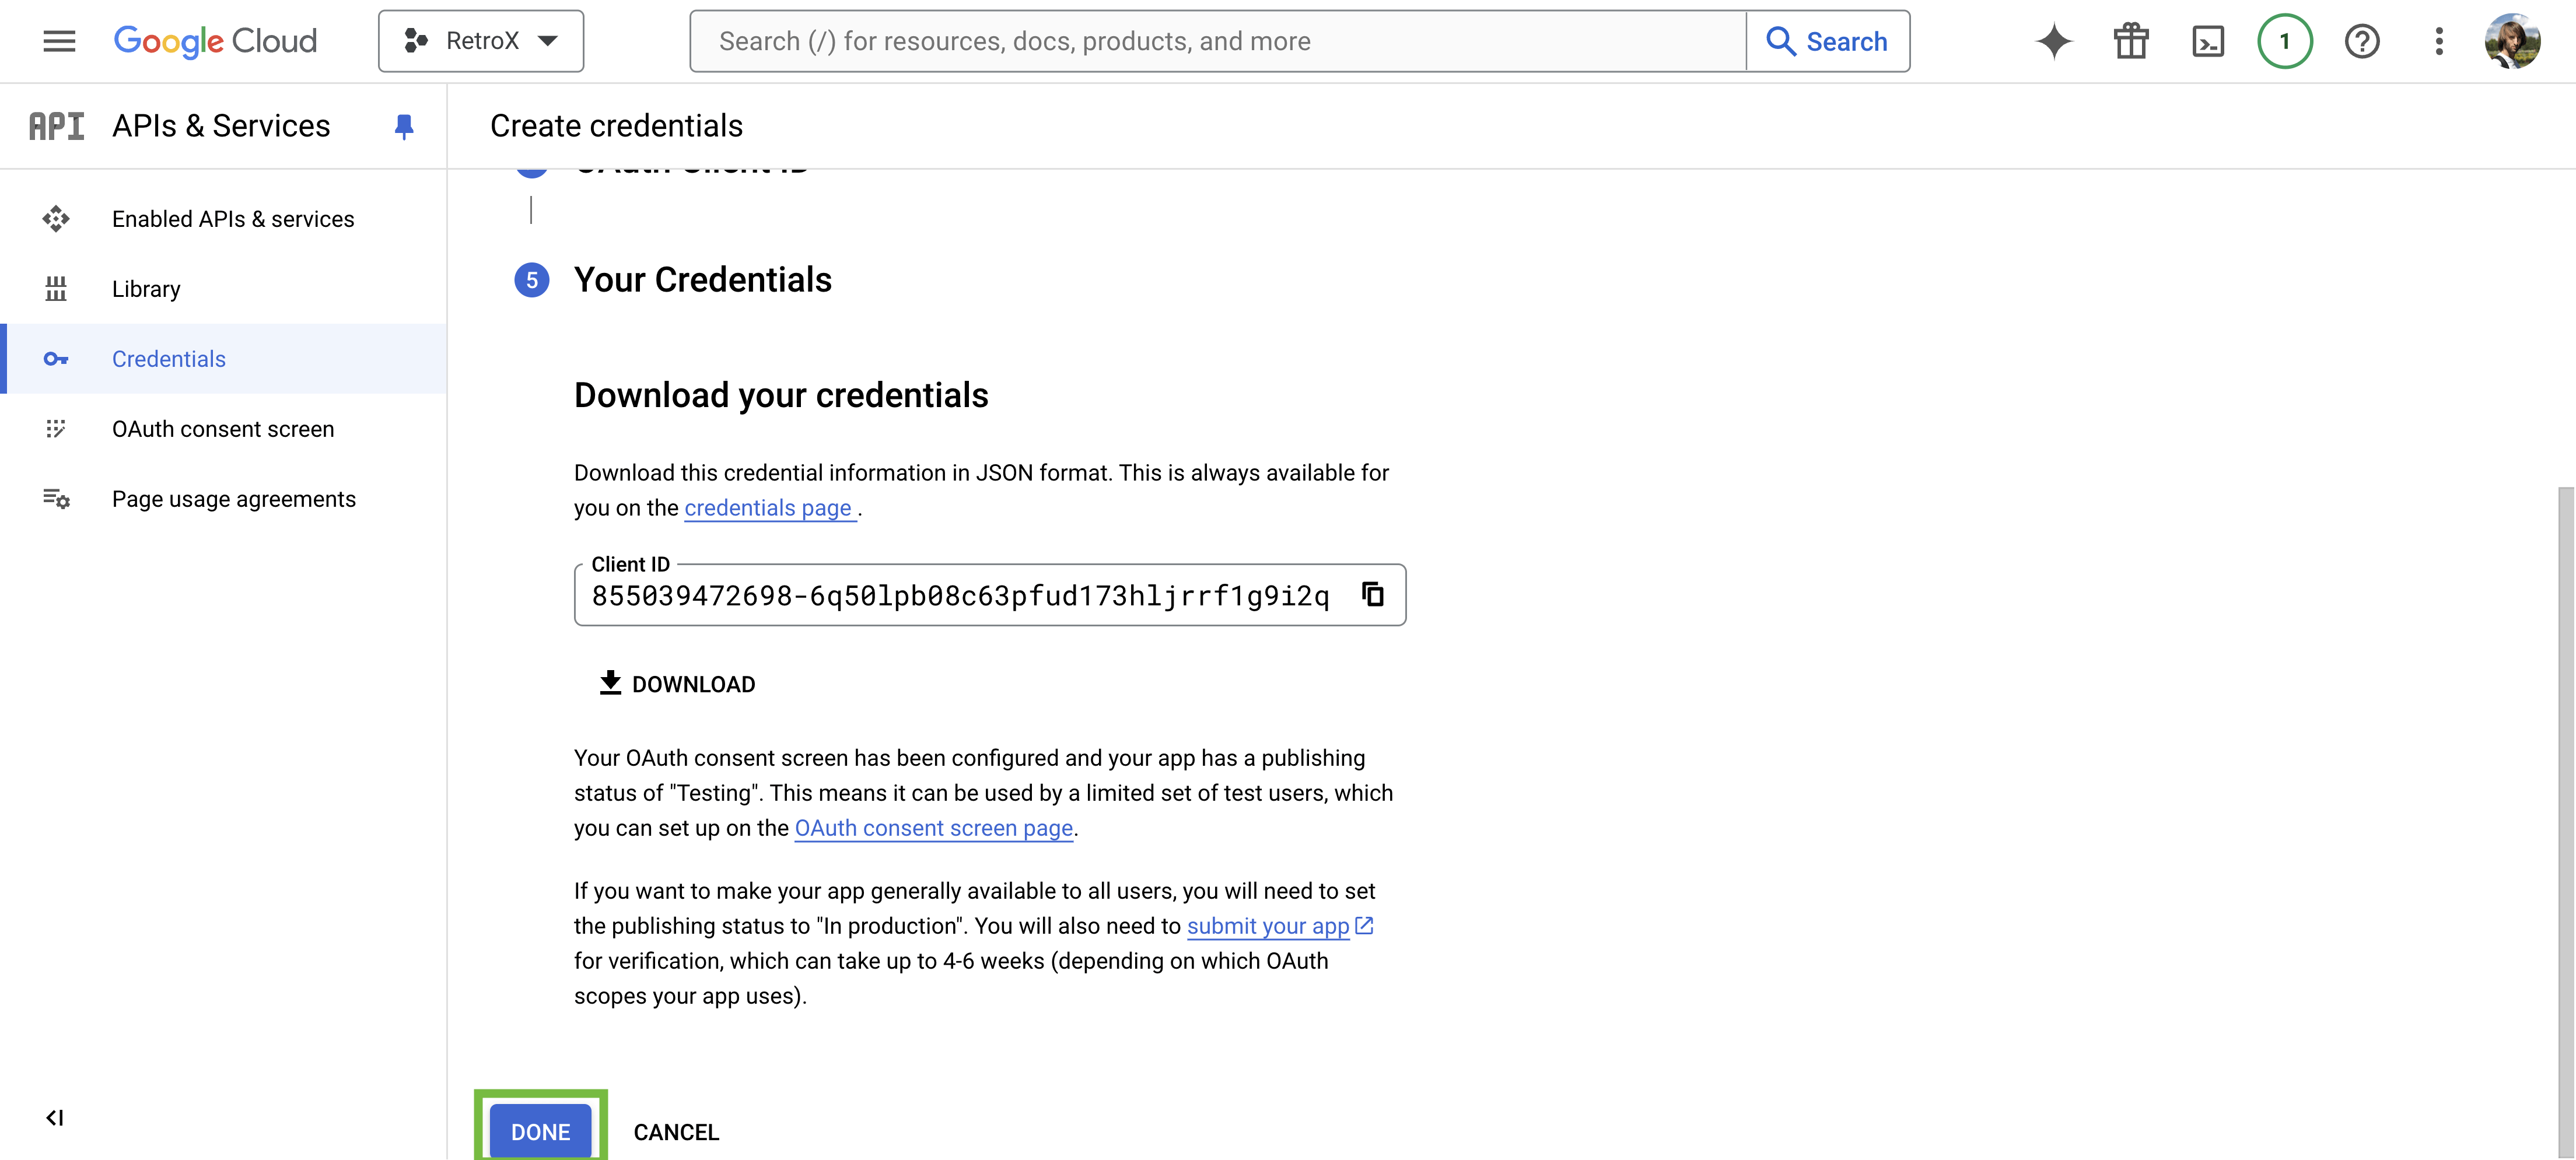 Google Cloud
RetroX
Search (/) for resources, docs, products, and more
Search
1
API
APIs & Services
Create credentials
Enabled APIs & services
Library
Credentials
OAuth consent screen
Page usage agreements
OAuth Client ID
5
Your Credentials
Download your credentials
Download this credential information in JSON format. This is always available for
you on the credentials page .
Client ID
855039472698-6q50lpb08c63pfud173hljrrf1g9i2q
DOWNLOAD
Your OAuth consent screen has been configured and your app has a publishing
status of "Testing". This means it can be used by a limited set of test users, which
you can set up on the OAuth consent screen page.
If you want to make your app generally available to all users, you will need to set
the publishing status to "In production". You will also need to submit your app
for verification, which can take up to 4-6 weeks (depending on which OAuth
scopes your app uses).
DONE
CANCEL